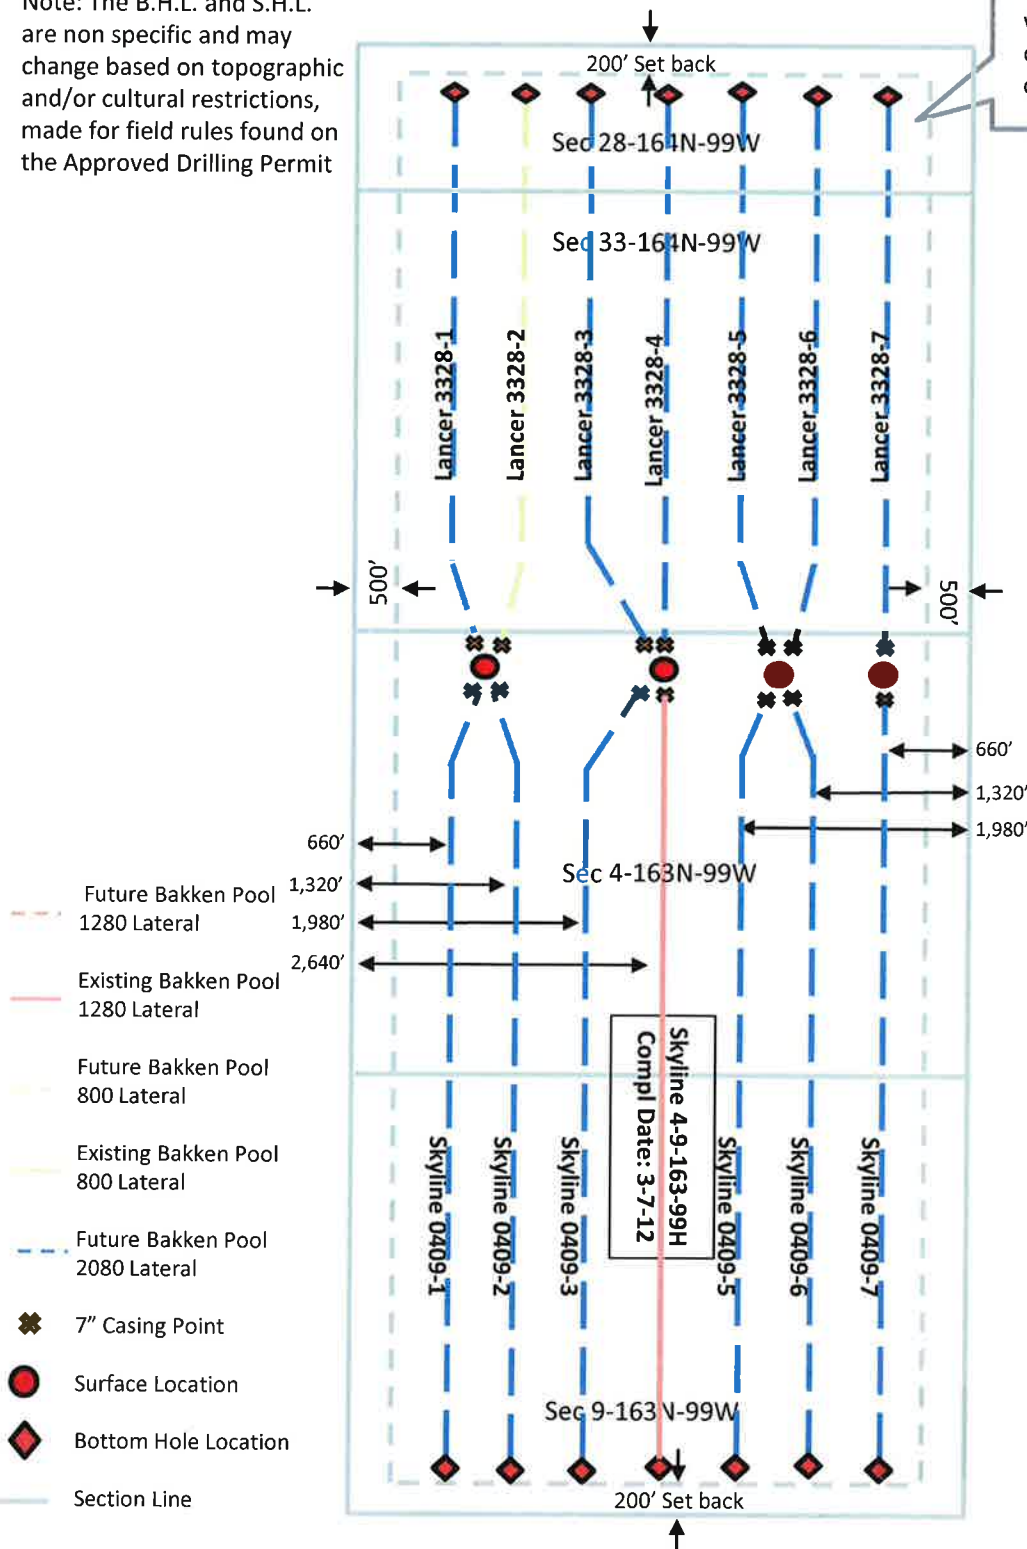 Note: The B.H.L. and S.H.L.
are non specific and may
change based on topographic
and/or cultural restrictions,
made for field rules found on
the Approved Drilling Permit
200' Set back
Sec 28-164N-99W
Sec 33-164N-99W
Lancer 3328-1
Lancer 3328-2
Lancer 3328-3
Lancer 3328-4
Lancer 3328-5
Lancer 3328-6
Lancer 3328-7
500'
500'
660'
1,320'
1,980'
660'
1,320'
1,980'
2,640'
Sec 4-163N-99W
Skyline 4-9-163-99H
Compl Date: 3-7-12
Skyline 0409-1
Skyline 0409-2
Skyline 0409-3
Skyline 0409-5
Skyline 0409-6
Skyline 0409-7
Sec 9-163N-99W
200' Set back
Future Bakken Pool
1280 Lateral
Existing Bakken Pool
1280 Lateral
Future Bakken Pool
800 Lateral
Existing Bakken Pool
800 Lateral
Future Bakken Pool
2080 Lateral
7" Casing Point
Surface Location
Bottom Hole Location
Section Line